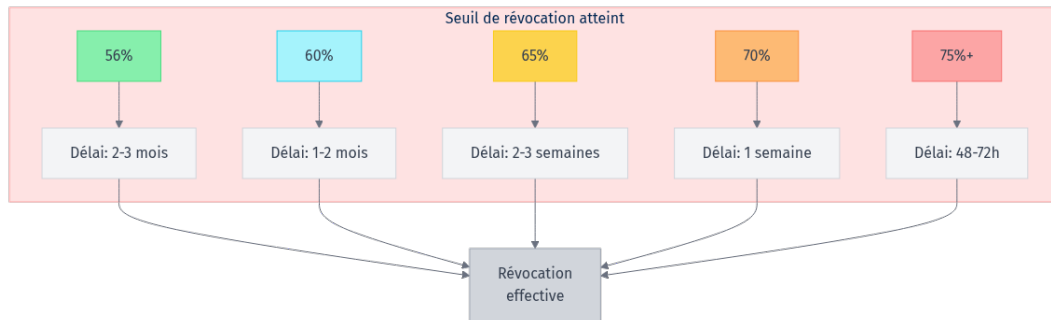 Seuil de révocation atteint
56%
60%
65%
70%
75%+
Délai: 2-3 mois
Délai: 1-2 mois
Délai: 2-3 semaines
Délai: 1 semaine
Délai: 48-72h
Révocation
effective